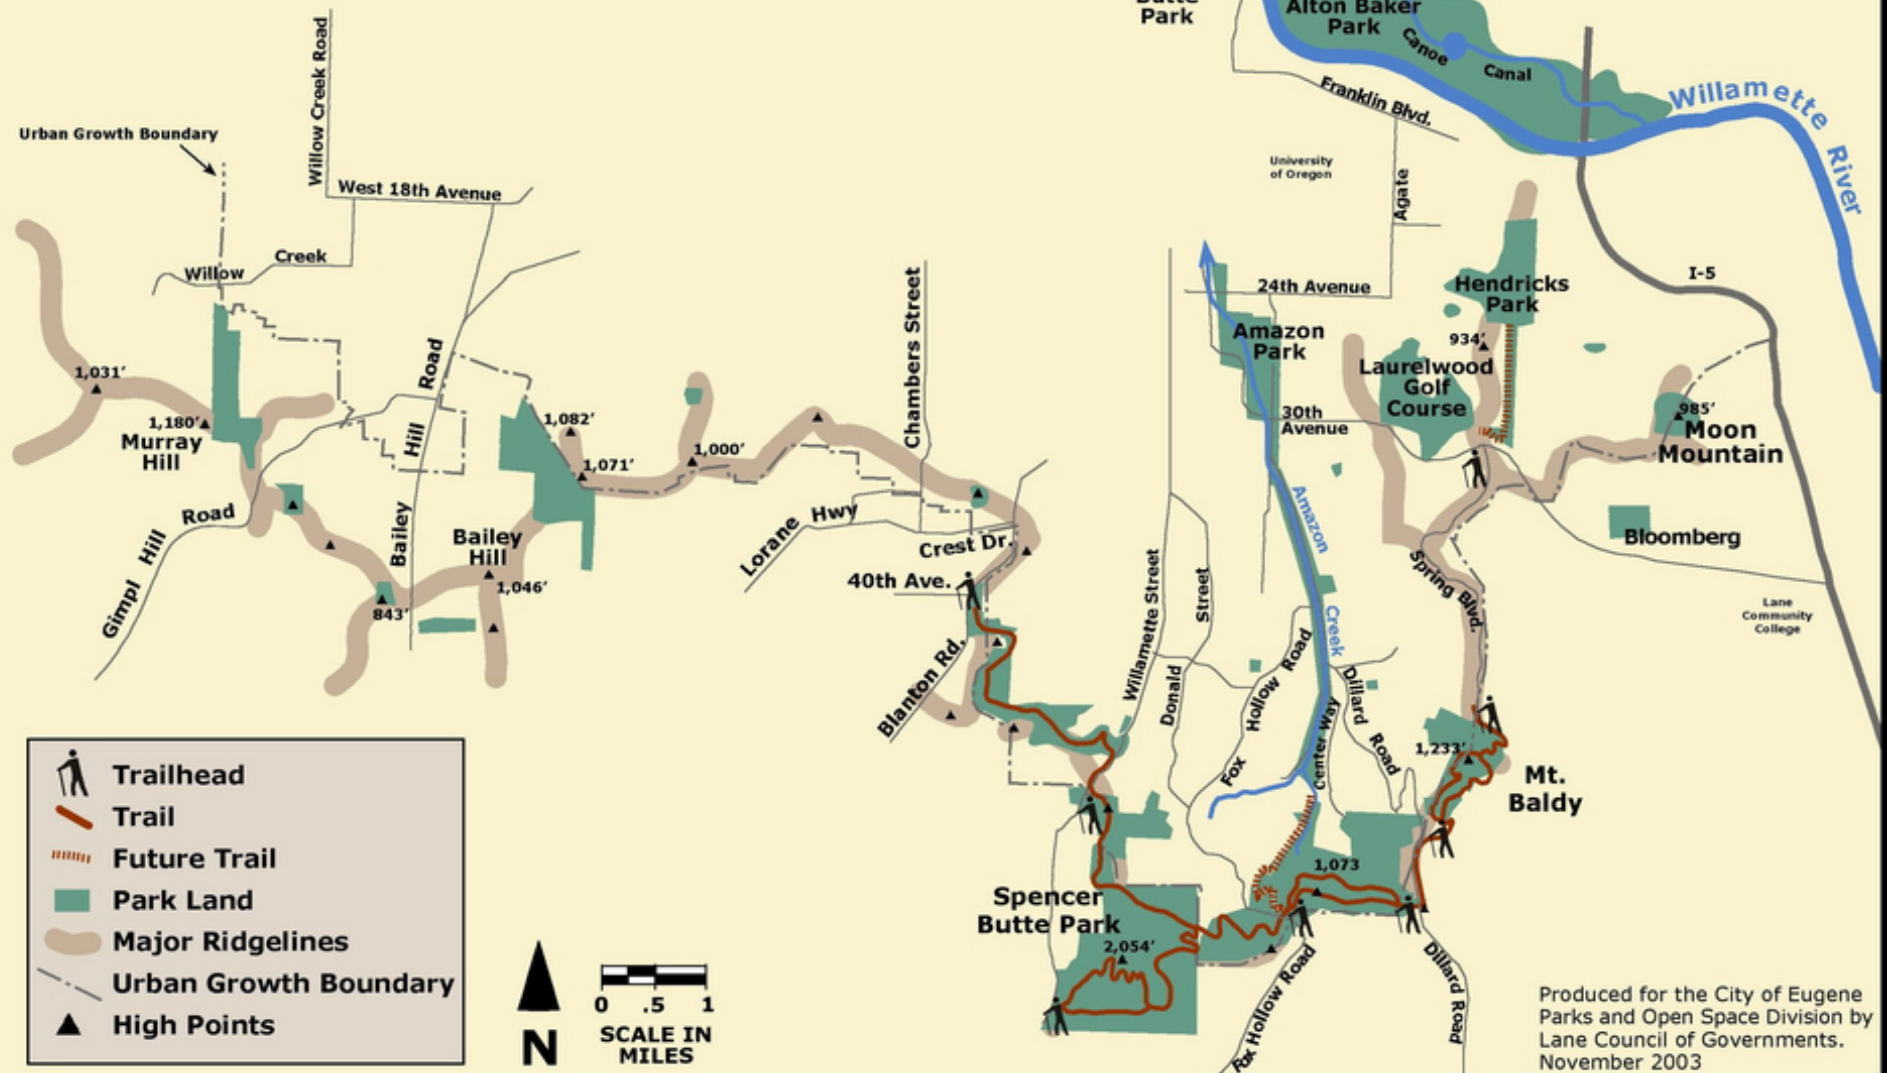 Butte
Park
Alton Baker
Park
Canoe
Canal
Willamette
River
Franklin Blvd.
University
of Oregon
Agate
Urban Growth Boundary
Willow Creek Road
West 18th Avenue
Willow
Creek
24th Avenue
I-5
Hendricks
Park
Amazon
Park
934′
Laurelwood
Golf
Course
30th
Avenue
985′
Moon
Mountain
Chambers Street
1,031′
1,180′
Murray
Hill
Bailey
Hill
Road
1,082′
1,071′
1,000′
Gimpl
Hill
Road
Bailey
Hill
1,046′
843′
Lorane
Hwy
Crest Dr.
40th Ave.
Blanton Rd.
Willamette Street
Donald
Street
Amazon
Creek
Fox
Hollow
Road
Center Way
Dillard
Road
Spring Blvd.
Bloomberg
Lane
Community
College
1,233′
Mt.
Baldy
1,073
Spencer
Butte Park
2,054′
Fox Hollow Road
Dillard Road
Trailhead
Trail
Future Trail
Park Land
Major Ridgelines
Urban Growth Boundary
High Points
N
0 .5 1
SCALE IN
MILES
Produced for the City of Eugene
Parks and Open Space Division by
Lane Council of Governments.
November 2003